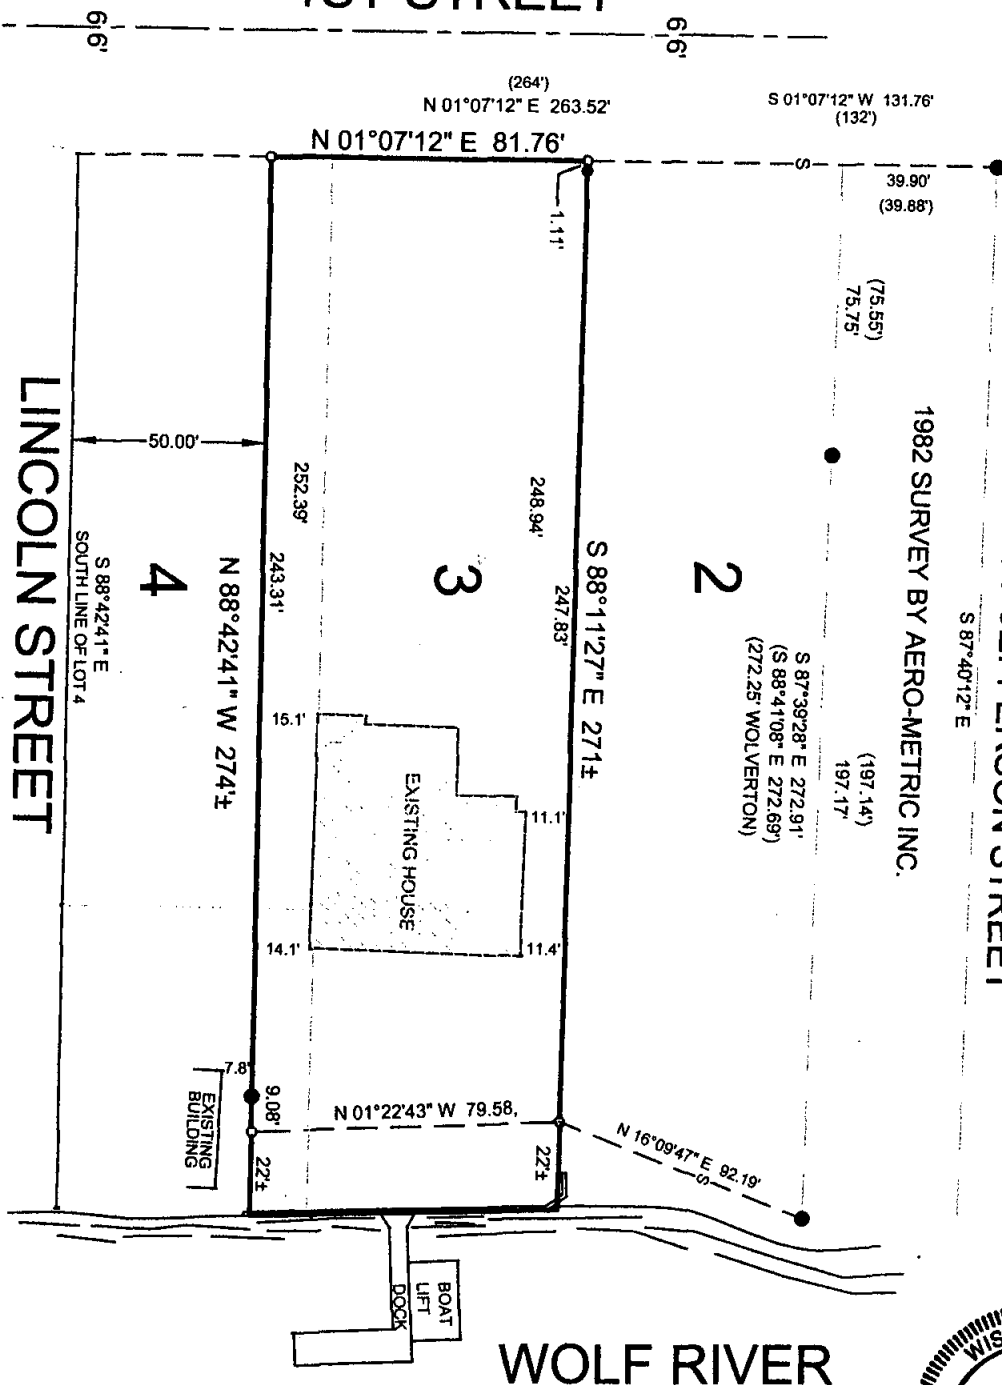 1ST STREET
66'
66'
(264')
N 01°07'12" E 263.52'
S 01°07'12" W 131.76'
(132')
N 01°07'12" E 81.76'
S
39.90'
(39.88')
1.11'
(75.55')
75.75'
1982 SURVEY BY AERO-METRIC INC.
S 87°40'12" E
LINCOLN STREET
50.00'
252.39'
248.94'
S 88°42'41" E
SOUTH LINE OF LOT 4
4
N 88°42'41" W 274'±
243.31'
3
247.83'
S 88°11'27" E 271±
2
S 87°39'28" E 272.91'
(S 88°41'08" E 272.69')
(272.25' WOLVERTON)
(197.14')
197.17'
15.1'
11.1'
EXISTING HOUSE
14.1'
11.4'
7.8'
EXISTING
BUILDING
9.08'
N 01°22'43" W 79.58,
N 16°09'47" E 92.19'
S
22'±
22'±
BOAT
LIFT
DOCK
WOLF RIVER
WIS